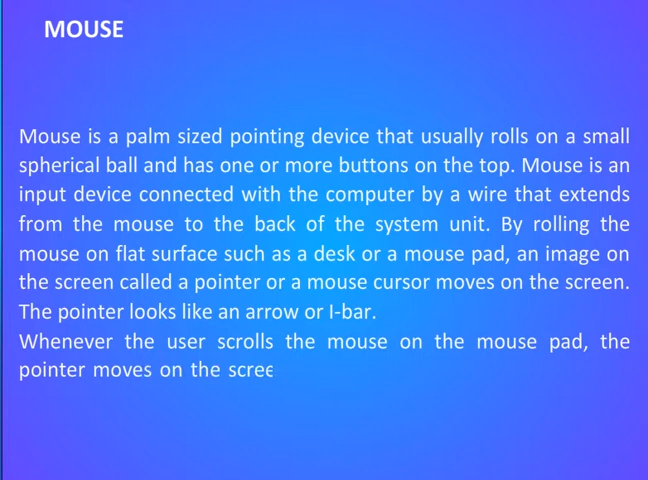 MOUSE
Mouse is a palm sized pointing device that usually rolls on a small
spherical ball and has one or more buttons on the top. Mouse is an
input device connected with the computer by a wire that extends
from the mouse to the back of the system unit. By rolling the
mouse on flat surface such as a desk or a mouse pad, an image on
the screen called a pointer or a mouse cursor moves on the screen.
The pointer looks like an arrow or I-bar.
Whenever the user scrolls the mouse on the mouse pad, the
pointer moves on the scree